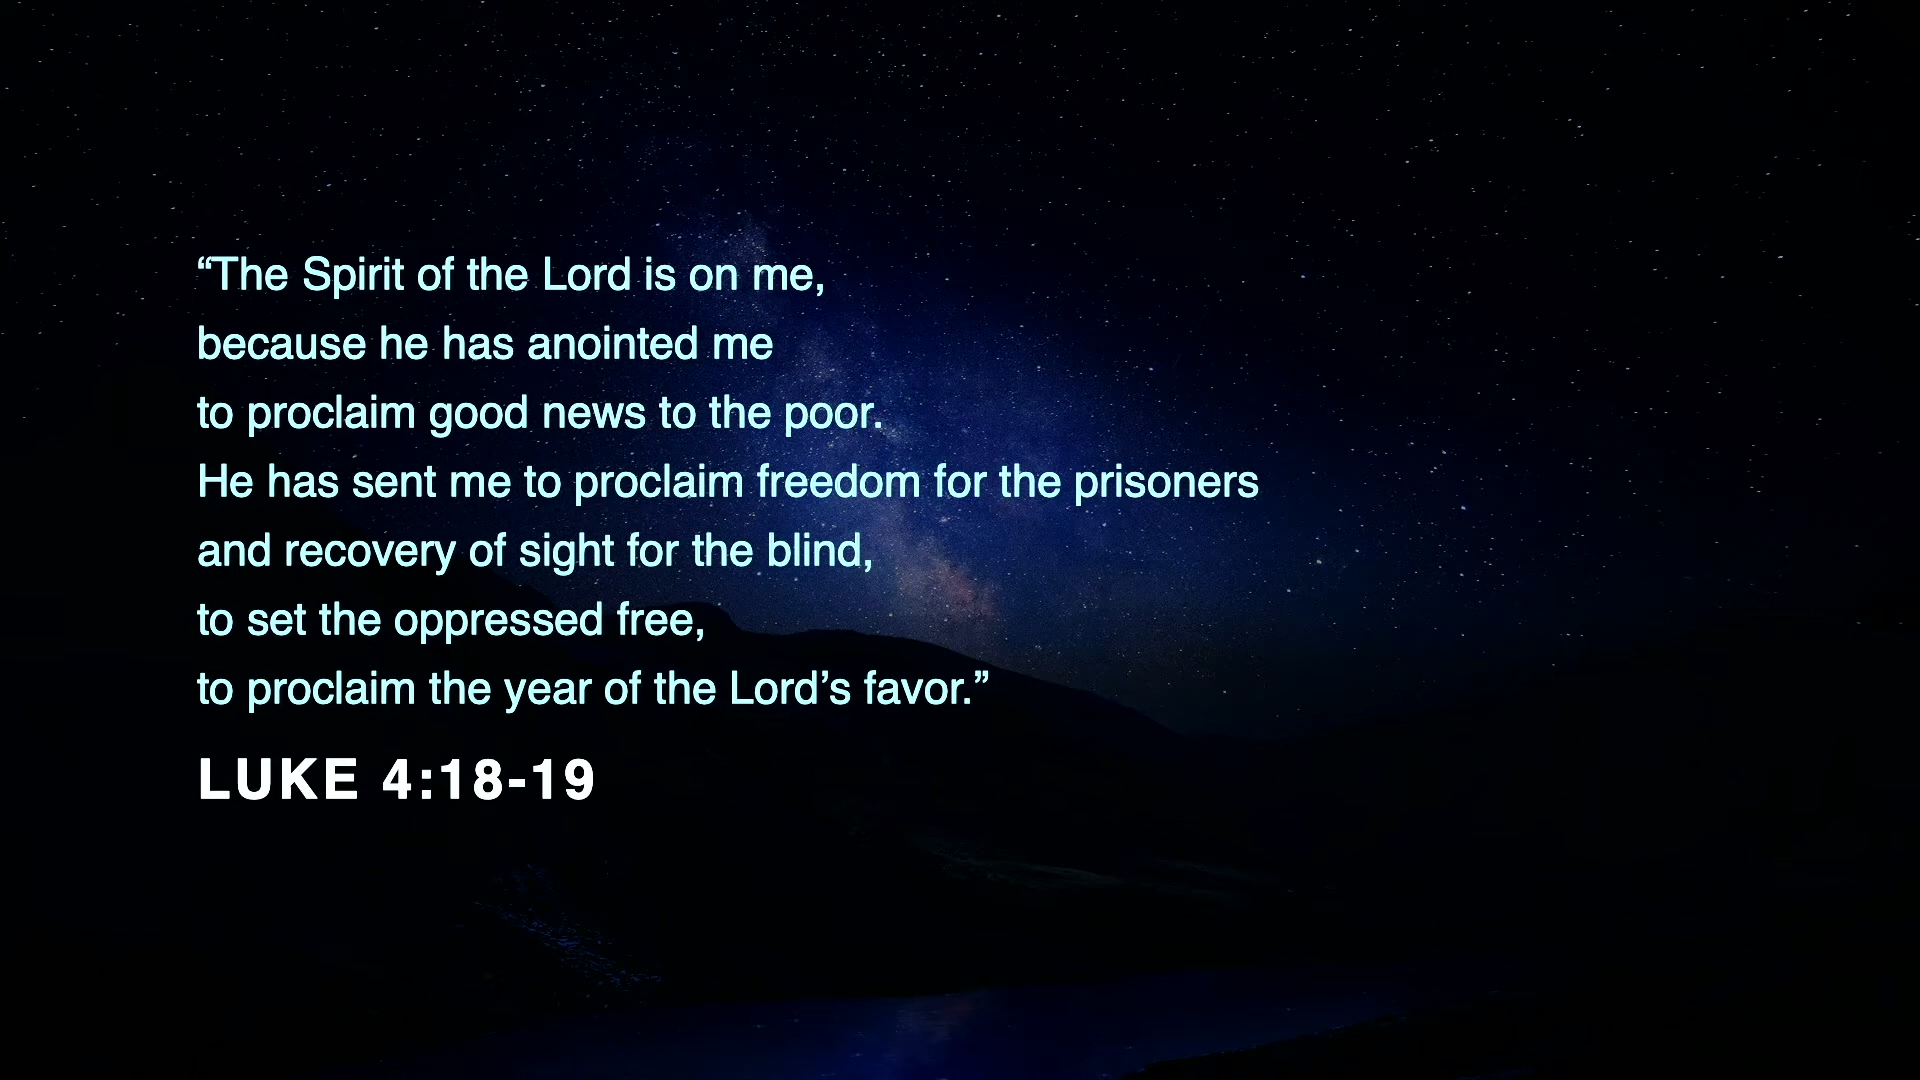 “The Spirit of the Lord is on me,
because he has anointed me
to proclaim good news to the poor.
He has sent me to proclaim freedom for the prisoners
and recovery of sight for the blind,
to set the oppressed free,
to proclaim the year of the Lord’s favor.”
LUKE 4:18-19